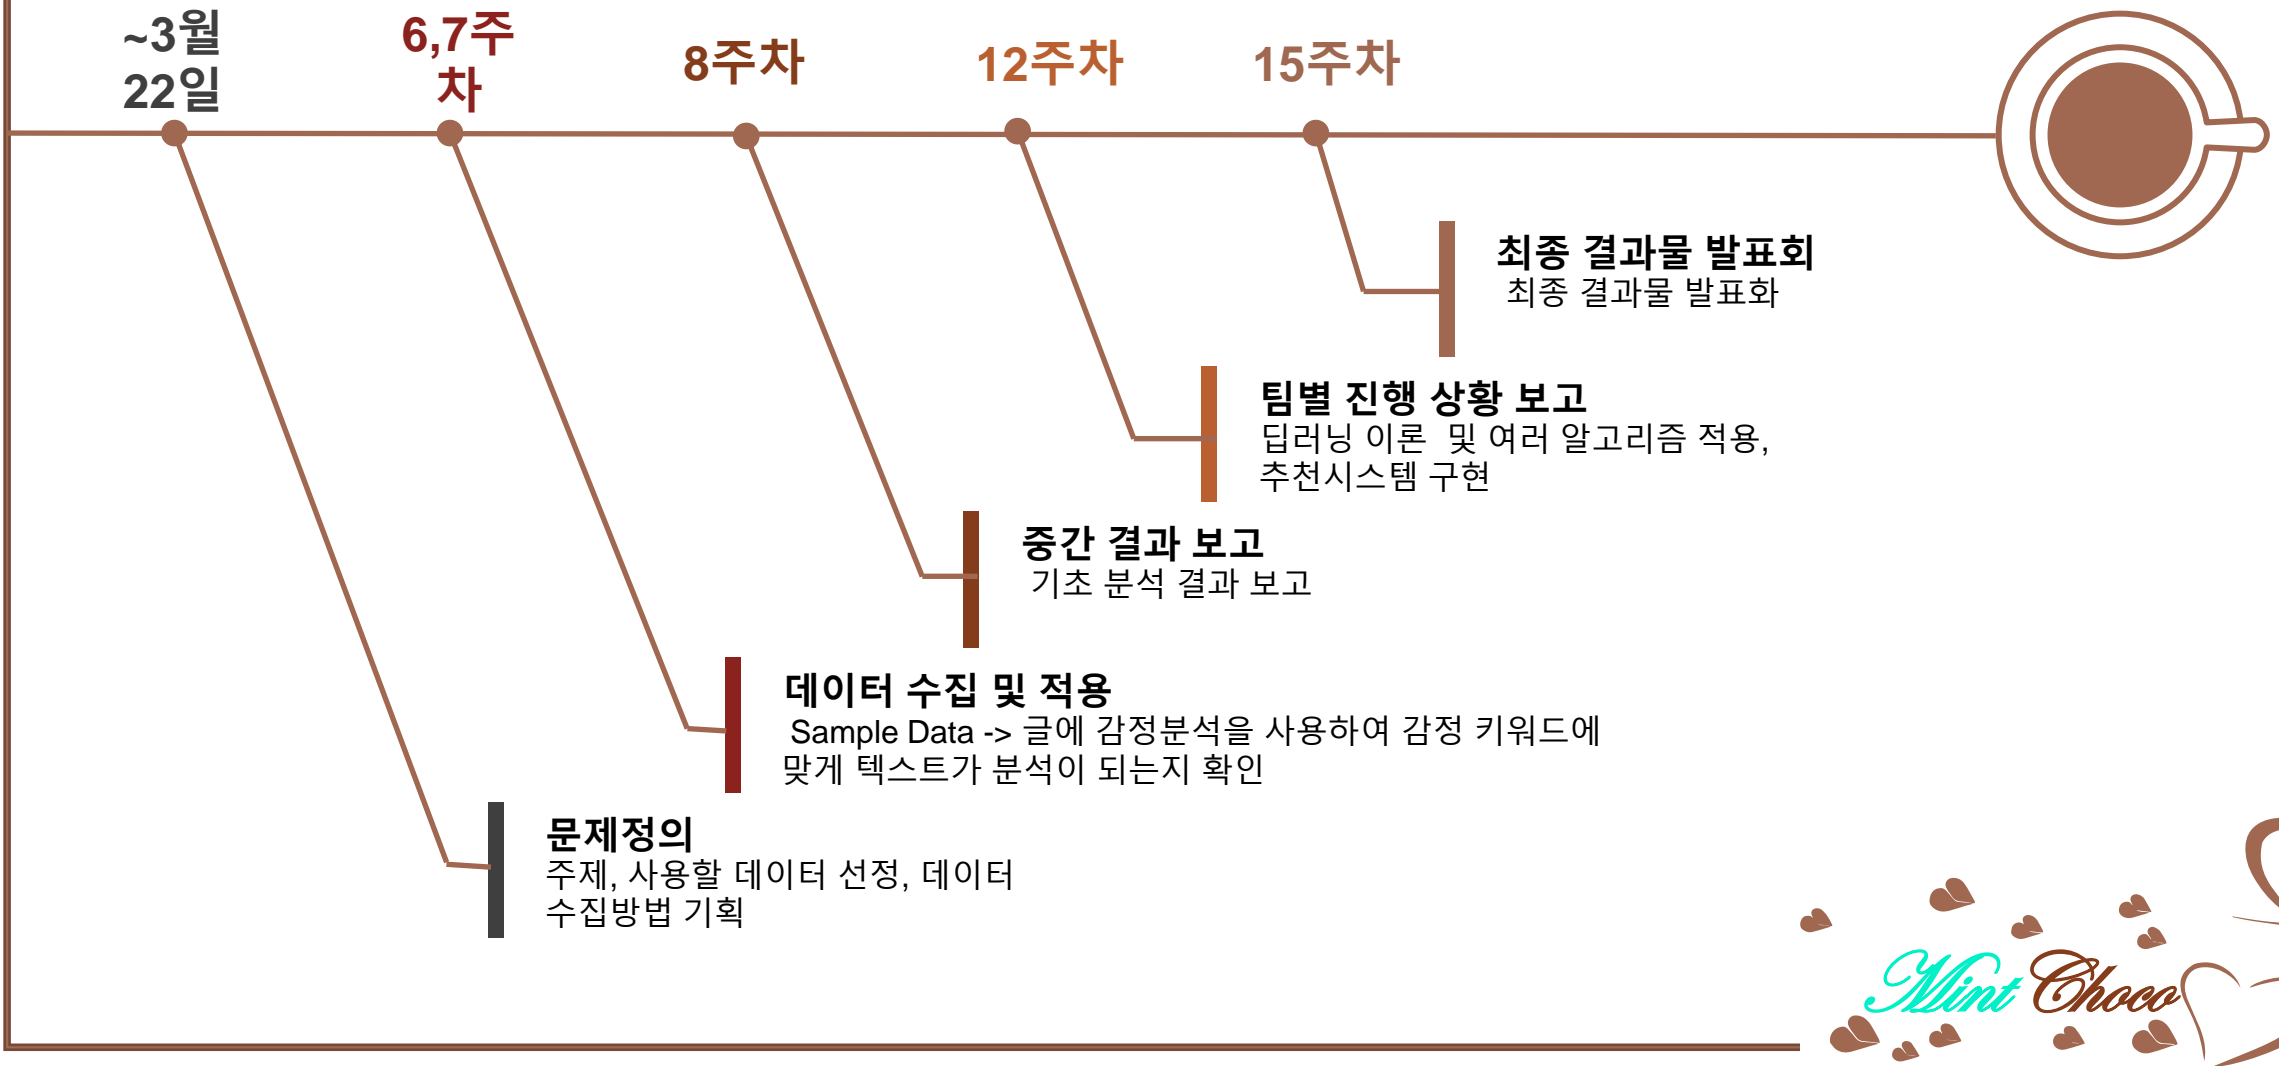 ~3월
22일
6,7주
차
8주차
12주차
15주차
최종 결과물 발표회
최종 결과물 발표화
팀별 진행 상황 보고
딥러닝 이론 및 여러 알고리즘 적용,
추천시스템 구현
중간 결과 보고
기초 분석 결과 보고
데이터 수집 및 적용
Sample Data -> 글에 감정분석을 사용하여 감정 키워드에
맞게 텍스트가 분석이 되는지 확인
문제정의
주제, 사용할 데이터 선정, 데이터
수집방법 기획
Mint Choco